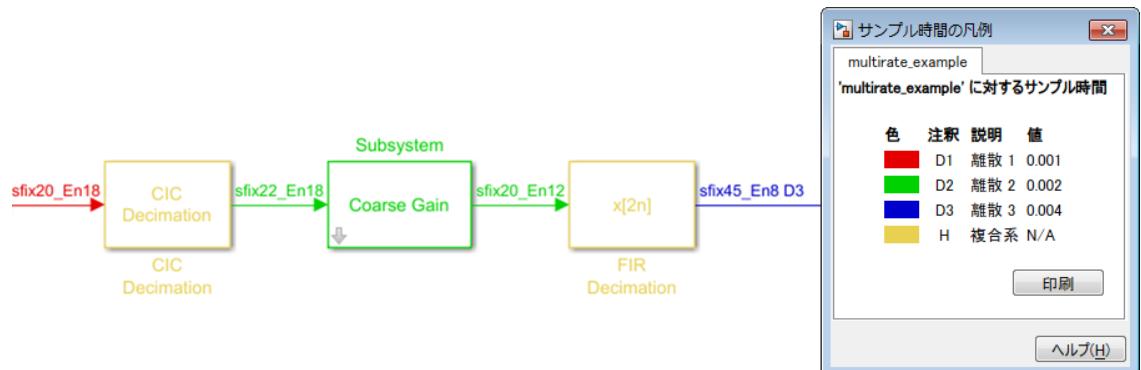 Subsystem
sfix20_En18
CIC
Decimation
sfix22_En18
Coarse Gain
sfix20_En12
x[2n]
sfix45_En8 D3
CIC
Decimation
FIR
Decimation
サンプル時間の凡例
multirate_example
'multirate_example' に対するサンプル時間
色 注釈 説明 値
D1 離散 1 0.001
D2 離散 2 0.002
D3 離散 3 0.004
H 複合系 N/A
印刷
ヘルプ(H)